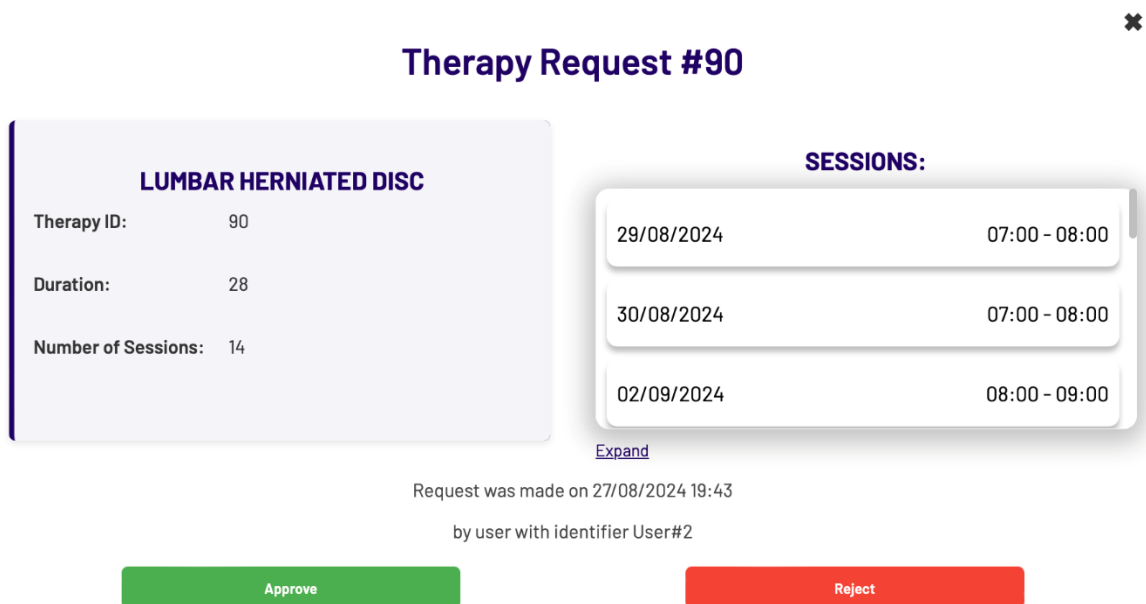 ✖
Therapy Request #90
LUMBAR HERNIATED DISC
Therapy ID: 90
Duration: 28
Number of Sessions: 14
SESSIONS:
29/08/2024 07:00 - 08:00
30/08/2024 07:00 - 08:00
02/09/2024 08:00 - 09:00
Expand
Request was made on 27/08/2024 19:43
by user with identifier User#2
Approve
Reject